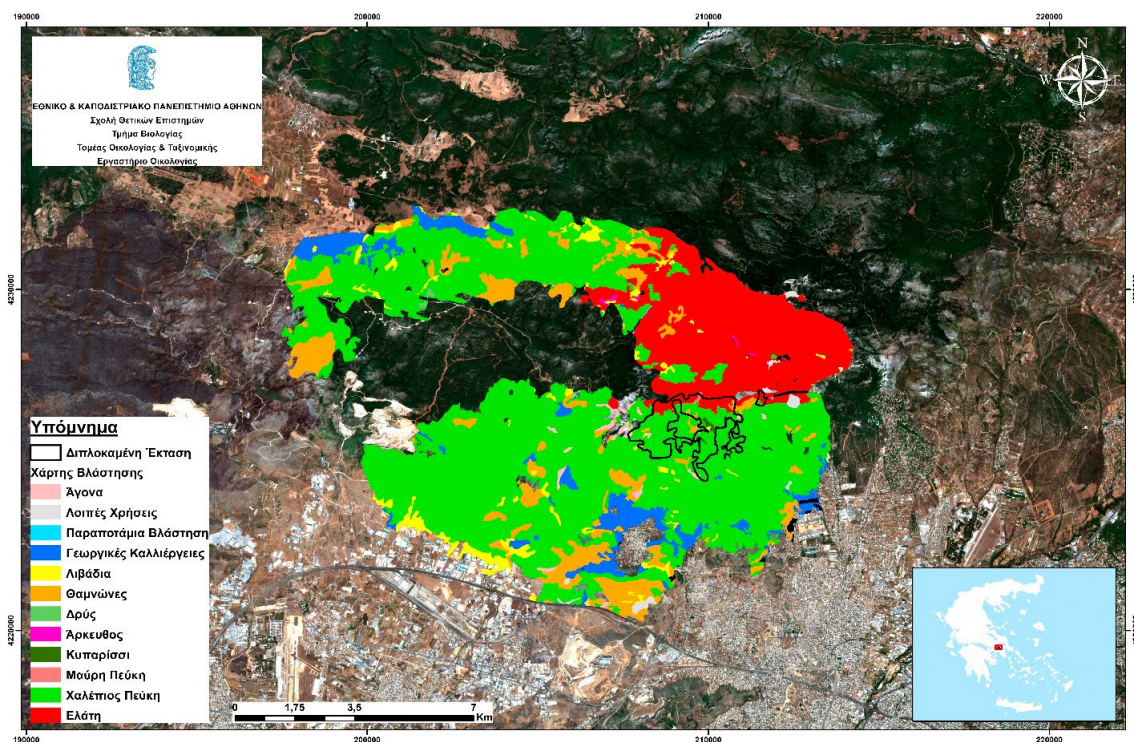 190000 200000 210000 220000
N
W E
S
ΕΘΝΙΚΟ & ΚΑΠΟΔΙΣΤΡΙΑΚΟ ΠΑΝΕΠΙΣΤΗΜΙΟ ΑΘΗΝΩΝ
Σχολή Θετικών Επιστημών
Τμήμα Βιολογίας
Τομέας Οικολογίας & Ταξινομικής
Εργαστήριο Οικολογίας
4230000
Υπόμνημα
Διπλοκαμένη Έκταση
Χάρτης Βλάστησης
Άγονα
Λοιπές Χρήσεις
Παραποτάμια Βλάστηση
Γεωργικές Καλλιέργειες
Λιβάδια
Θαμνώνες
Δρύς
Άρκευθος
Κυπαρίσσι
Μαύρη Πεύκη
Χαλέπιος Πεύκη
Ελάτη
4220000
0 1,75 3,5 7
Km
190000 200000 210000 220000